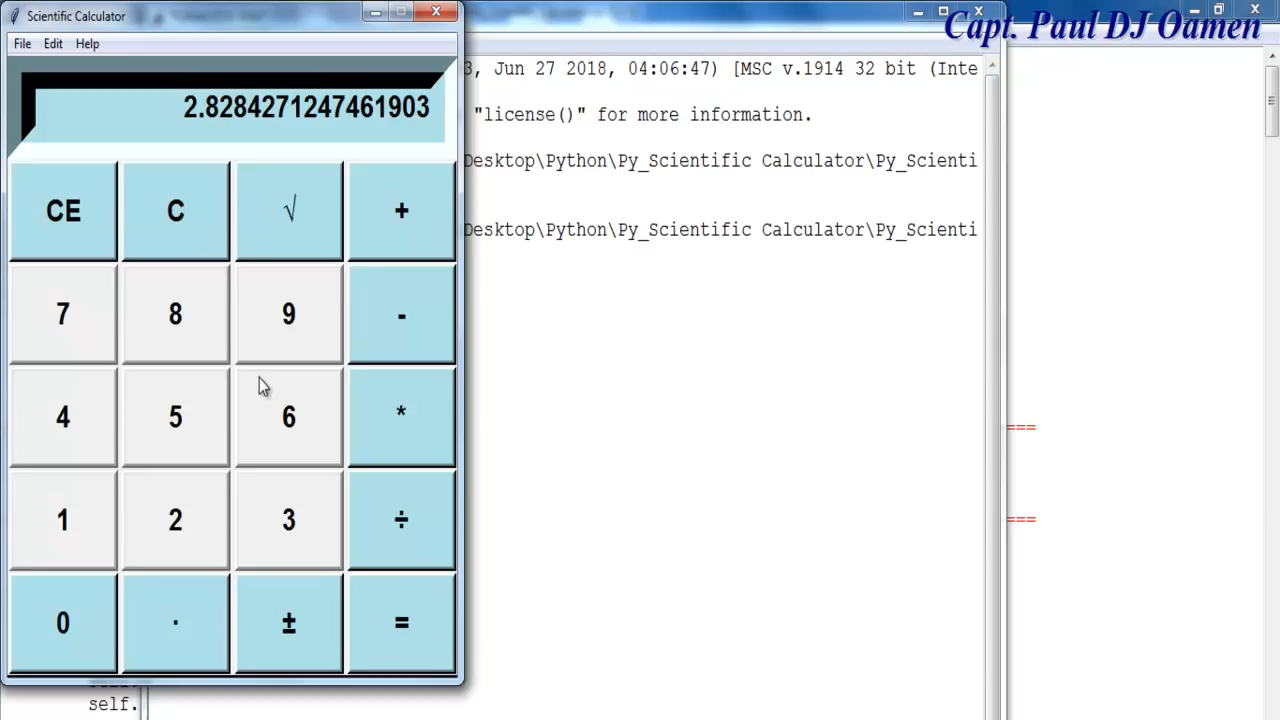 Scientific Calculator
Capt. Paul DJ Oamen
File Edit Help
3, Jun 27 2018, 04:06:47) [MSC v.1914 32 bit (Inte
2.8284271247461903
"license()" for more information.
Desktop\Python\Py_Scientific Calculator\Py_Scienti
CE C √ +
Desktop\Python\Py_Scientific Calculator\Py_Scienti
7 8 9 -
4 5 6 *
===
1 2 3 ÷
===
0 . ± =
self.